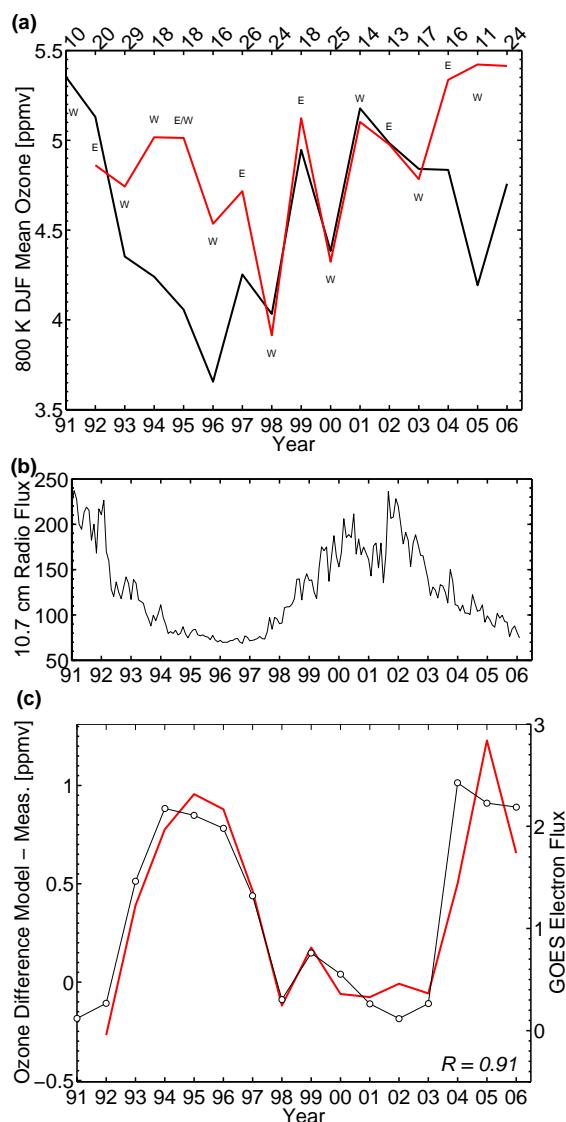 (a)
10 20 29 18 18 16 26 24 18 25 14 13 17 16 11 24
5.5
5
4.5
4
3.5
800 K DJF Mean Ozone [ppmv]
W E W W E/W W E W E W W E W E W
91 92 93 94 95 96 97 98 99 00 01 02 03 04 05 06
Year
(b)
250
200
150
100
50
10.7 cm Radio Flux
91 92 93 94 95 96 97 98 99 00 01 02 03 04 05 06
(c)
1
0.5
0
−0.5
Ozone Difference Model − Meas. [ppmv]
3
2
1
0
GOES Electron Flux
R = 0.91
91 92 93 94 95 96 97 98 99 00 01 02 03 04 05 06
Year